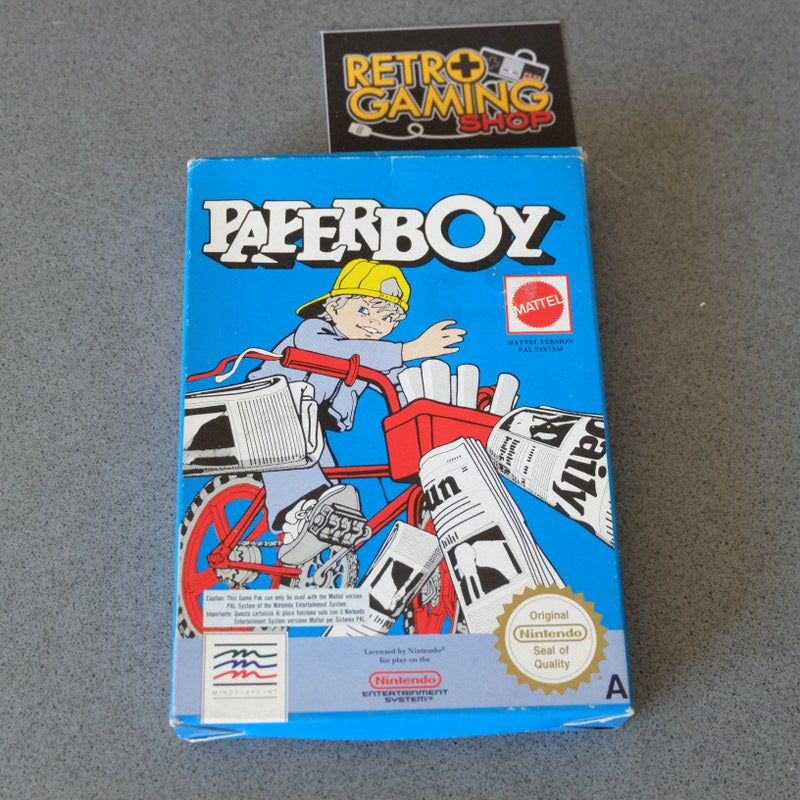 RETRO
GAMING
SHOP
PAPERBOY™
MATTEL
MATTEL VERSION
PAL-SYSTEM
Daily
Sun
Caution: This Game Pak can only be used with the Mattel version
PAL System of the Nintendo Entertainment System.
Importante: Questa cartuccia di gioco funziona solo con il Nintendo
Entertainment System versione Mattel per Sistema PAL.
MINDSCAPE INT
Licensed by Nintendo®
for play on the
Nintendo
ENTERTAINMENT
SYSTEM™
Original
Nintendo
Seal of
Quality
™
A